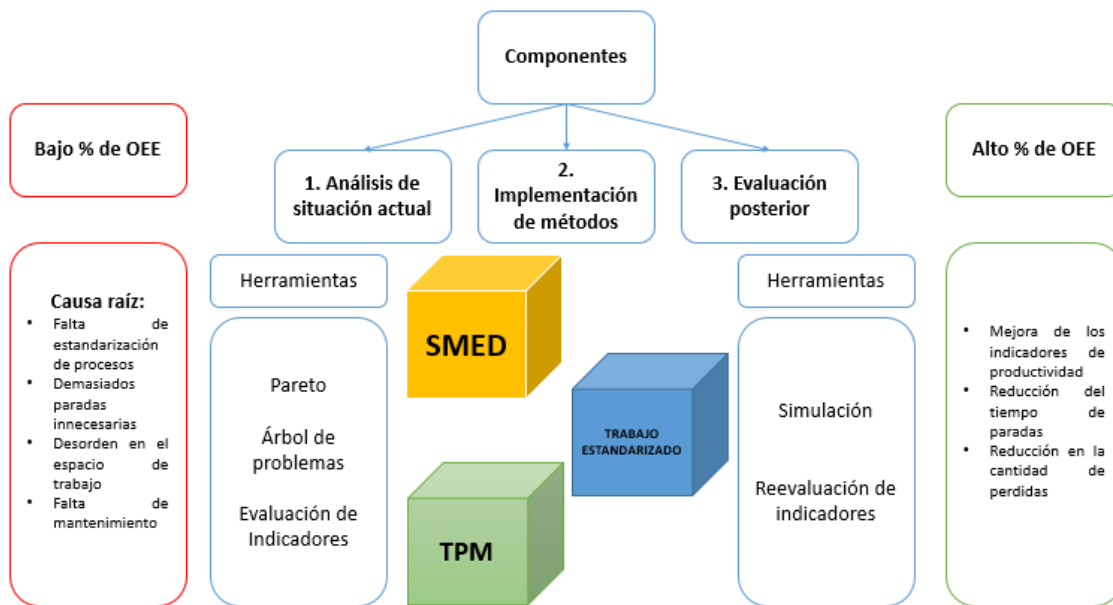 Componentes
Bajo % de OEE
Alto % de OEE
1. Análisis de
situación actual
2.
Implementación
de métodos
3. Evaluación
posterior
Herramientas
Herramientas
Causa raíz:
• Falta de
estandarización
de procesos
• Demasiados
paradas
innecesarias
• Desorden en el
espacio de
trabajo
• Falta de
mantenimiento
Pareto
Árbol de
problemas
Evaluación de
Indicadores
SMED
TRABAJO
ESTANDARIZADO
TPM
Simulación
Reevaluación de
indicadores
• Mejora de los
indicadores de
productividad
• Reducción del
tiempo de
paradas
• Reducción en la
cantidad de
perdidas